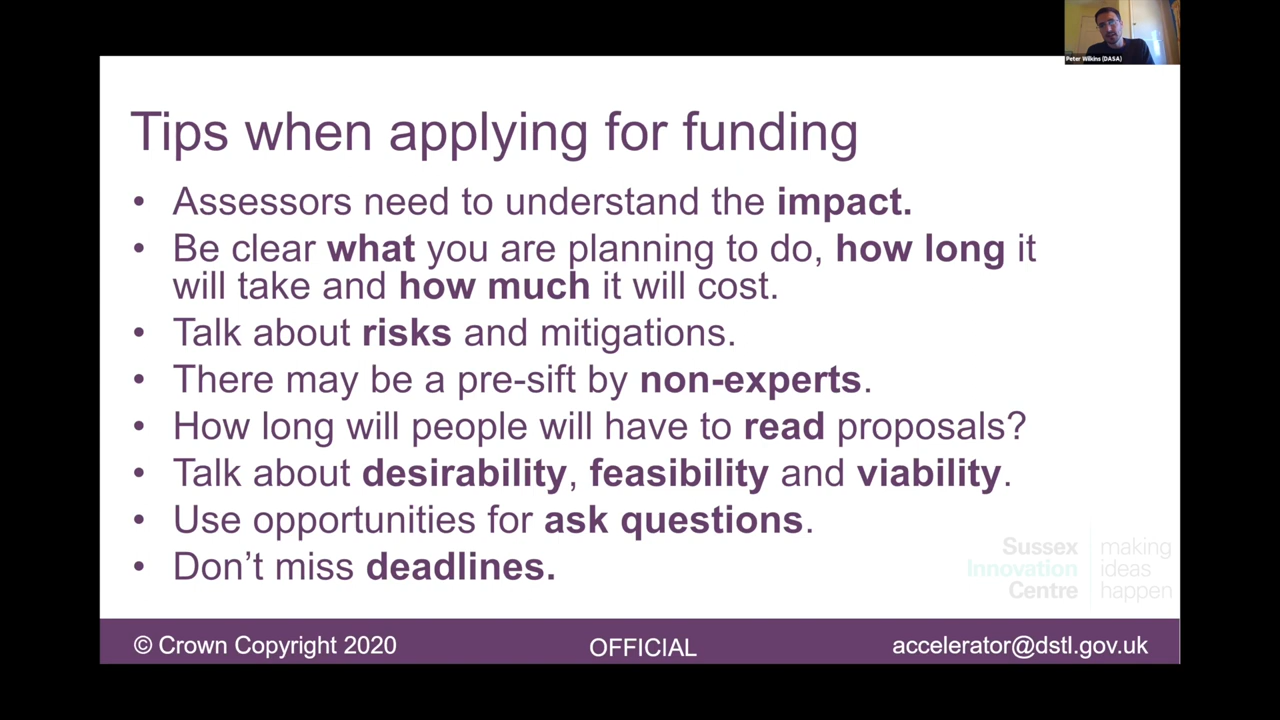 Peter Wilkins (DASA)
Tips when applying for funding
• Assessors need to understand the impact.
• Be clear what you are planning to do, how long it
will take and how much it will cost.
• Talk about risks and mitigations.
• There may be a pre-sift by non-experts.
• How long will people will have to read proposals?
• Talk about desirability, feasibility and viability.
• Use opportunities for ask questions.
• Don’t miss deadlines.
Sussex
Innovation
Centre
making
ideas
happen
© Crown Copyright 2020
OFFICIAL
accelerator@dstl.gov.uk